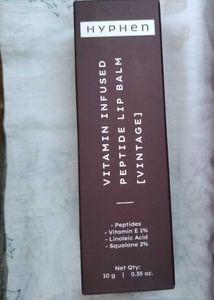 HYPHEN
VITAMIN INFUSED
PEPTIDE LIP BALM
[VINTAGE]
- Peptides
- Vitamin E 1%
- Linoleic Acid
- Squalane 2%
Net Qty:
10 g | 0.35 oz.